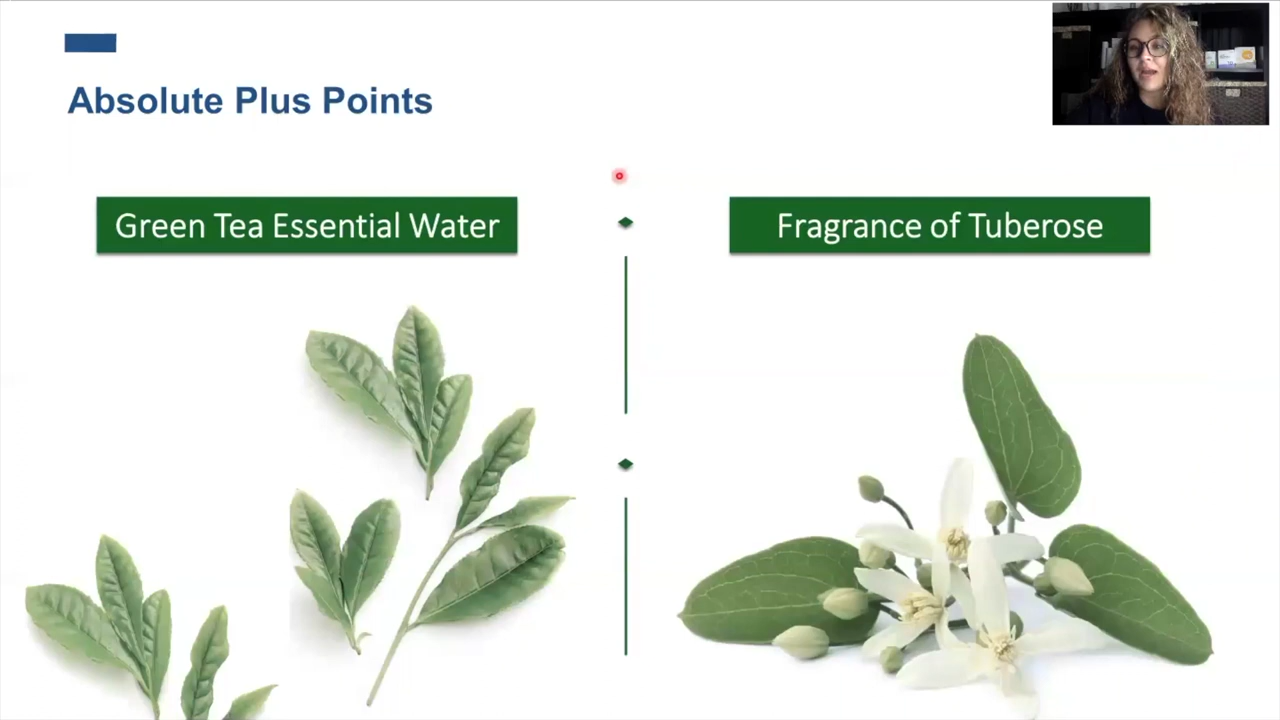 Absolute Plus Points
Green Tea Essential Water
Fragrance of Tuberose